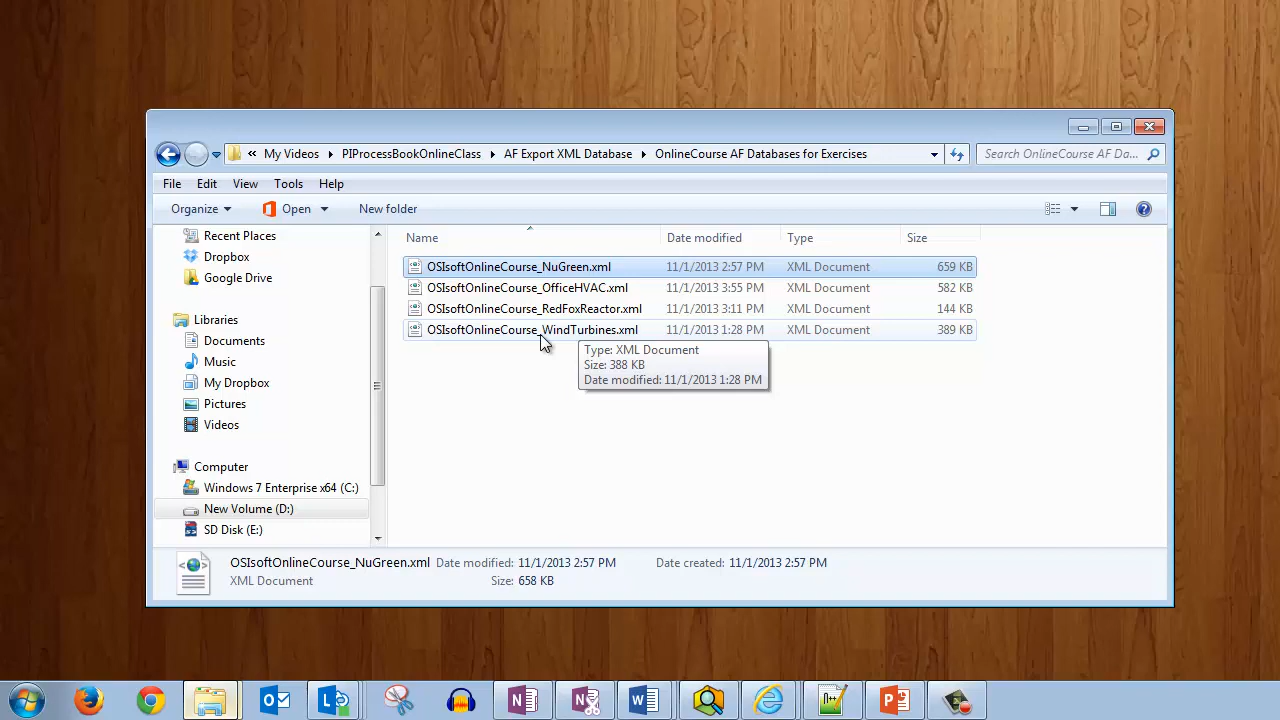 « My Videos PIProcessBookOnlineClass AF Export XML Database OnlineCourse AF Databases for Exercises Search OnlineCourse AF Da...
File Edit View Tools Help
Organize Open New folder
Recent Places
Dropbox
Google Drive
Libraries
Documents
Music
My Dropbox
Pictures
Videos
Computer
Windows 7 Enterprise x64 (C:)
New Volume (D:)
SD Disk (E:)
Name Date modified Type Size
OSIsoftOnlineCourse_NuGreen.xml 11/1/2013 2:57 PM XML Document 659 KB
OSIsoftOnlineCourse_OfficeHVAC.xml 11/1/2013 3:55 PM XML Document 582 KB
OSIsoftOnlineCourse_RedFoxReactor.xml 11/1/2013 3:11 PM XML Document 144 KB
OSIsoftOnlineCourse_WindTurbines.xml 11/1/2013 1:28 PM XML Document 389 KB
Type: XML Document
Size: 388 KB
Date modified: 11/1/2013 1:28 PM
OSIsoftOnlineCourse_NuGreen.xml Date modified: 11/1/2013 2:57 PM Date created: 11/1/2013 2:57 PM
XML Document Size: 658 KB